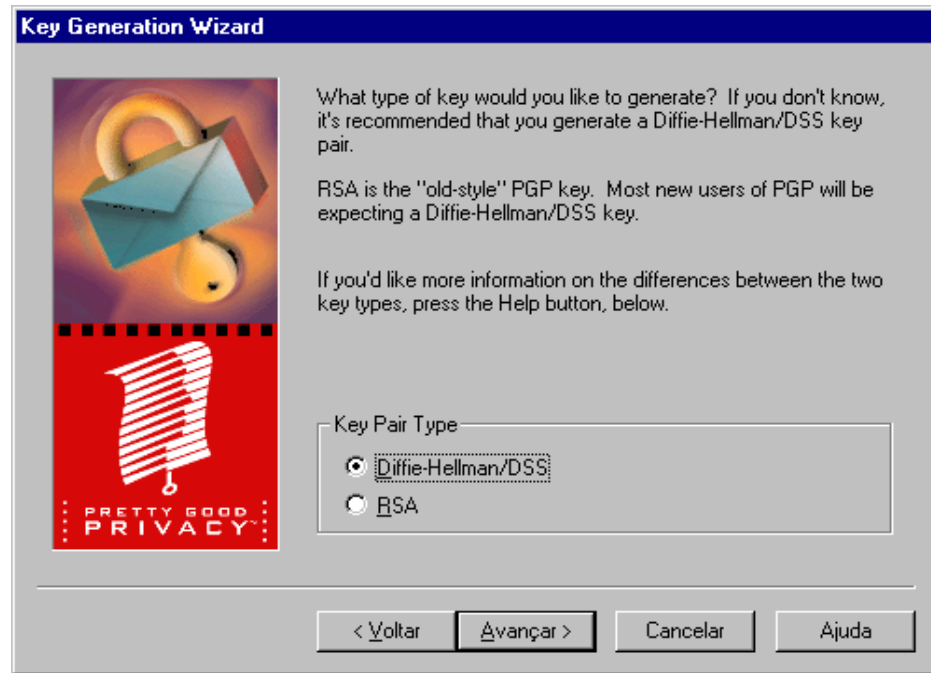 Key Generation Wizard
What type of key would you like to generate?  If you don't know,
it's recommended that you generate a Diffie-Hellman/DSS key
pair.
RSA is the "old-style" PGP key.  Most new users of PGP will be
expecting a Diffie-Hellman/DSS key.
If you'd like more information on the differences between the two
key types, press the Help button, below.
Key Pair Type
Diffie-Hellman/DSS
RSA
PRETTY GOOD
PRIVACY™
< Voltar
Avançar >
Cancelar
Ajuda